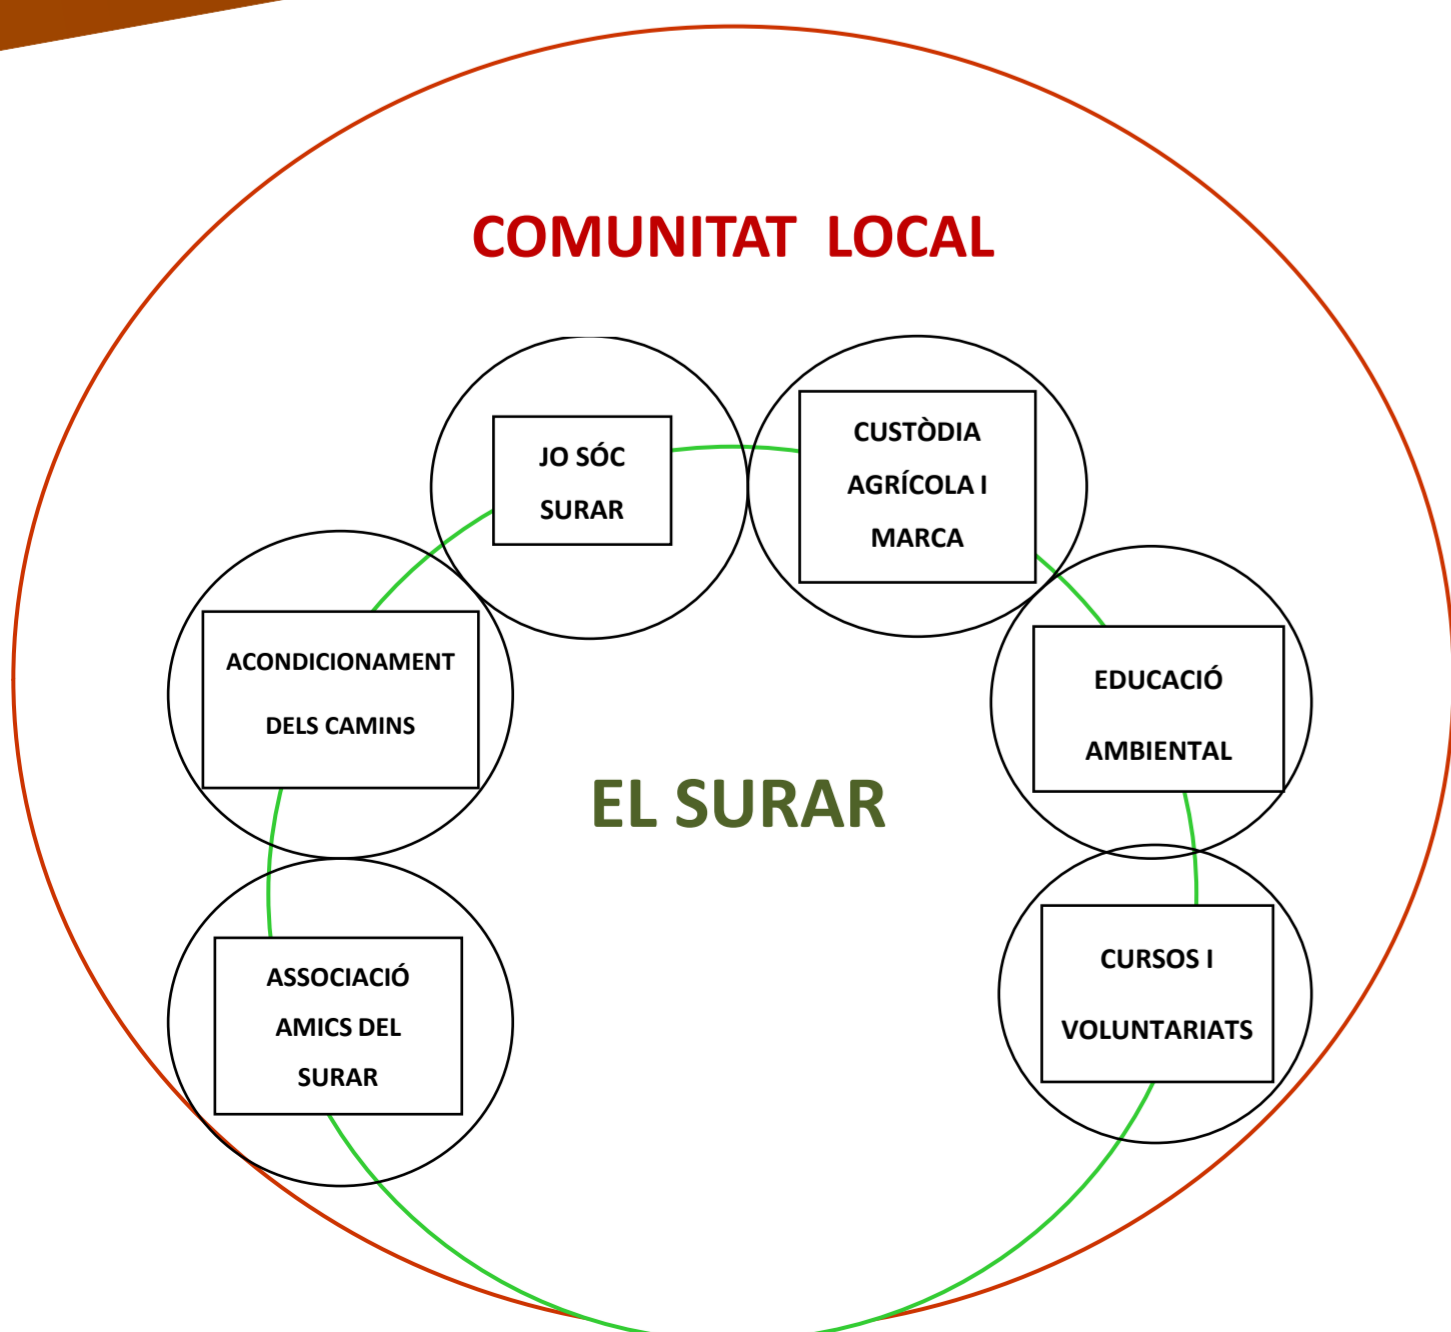 COMUNITAT LOCAL
JO SÓC
SURAR
CUSTÒDIA
AGRÍCOLA I
MARCA
ACONDICIONAMENT
DELS CAMINS
EDUCACIÓ
AMBIENTAL
EL SURAR
ASSOCIACIÓ
AMICS DEL
SURAR
CURSOS I
VOLUNTARIATS